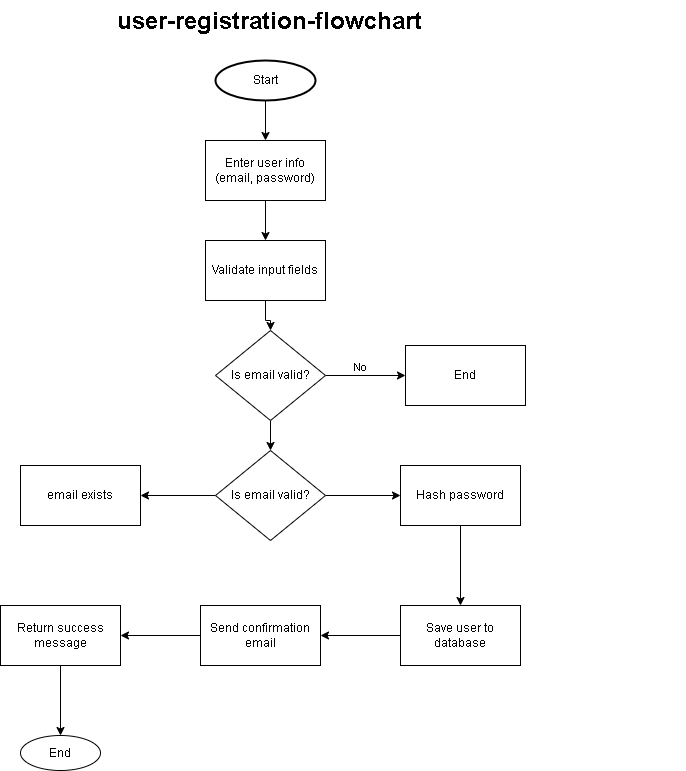 user-registration-flowchart
Start
Enter user info
(email, password)
Validate input fields
Is email valid?
No
End
email exists
Is email valid?
Hash password
Return success
message
Send confirmation
email
Save user to
database
End